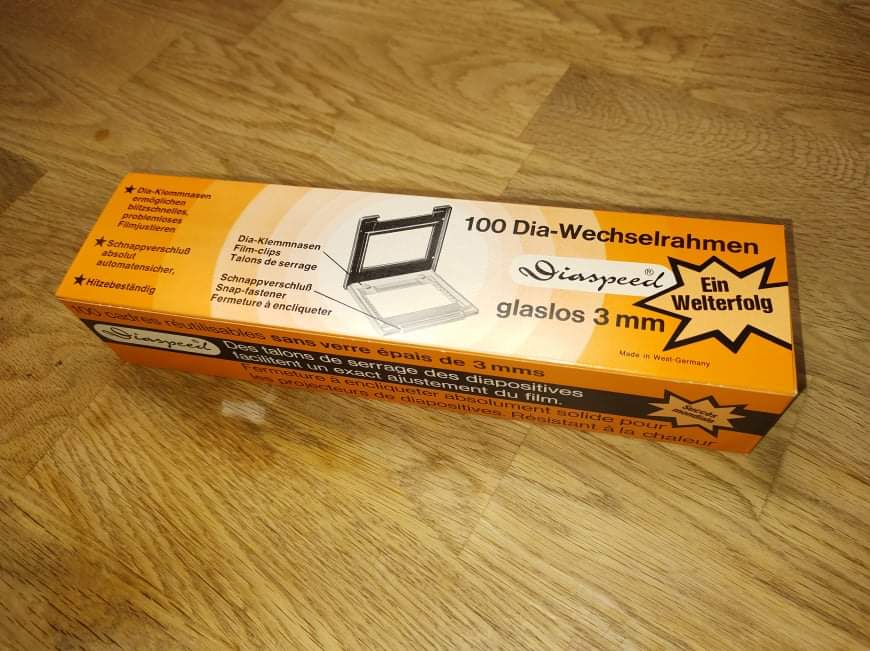 ★ Dia-Klemmnasen
ermöglichen
blitzschnelles,
problemloses
Filmjustieren
★ Schnappverschluß
absolut
automatensicher,
★ Hitzebeständig
Dia-Klemmnasen
Film-clips
Talons de serrage
Schnappverschluß
Snap-fastener
Fermeture à encliqueter
100 Dia-Wechselrahmen
Diaspeed®
glaslos 3 mm
Ein
Welterfolg
Made in West-Germany
100 cadres réutilisables sans verre épais de 3 mms
Diaspeed
Des talons de serrage des diapositives
facilitent un exact ajustement du film.
Fermeture à encliqueter absolument solide pour
les projecteurs de diapositives. Résistant à la chaleur
Succès
mondiale